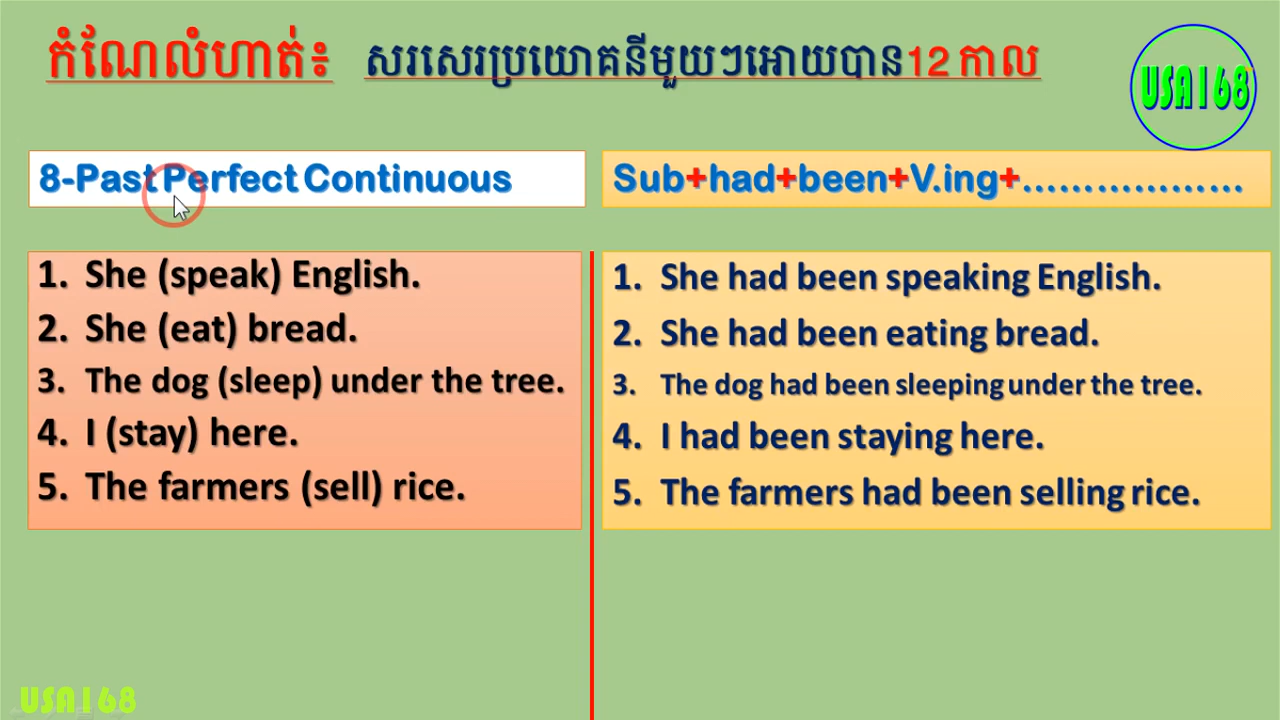 កំណែលំហាត់៖ សរសេរប្រយោគនីមួយៗអោយបាន12 កាល
USA168
8-Past Perfect Continuous
Sub+had+been+V.ing+...................
1. She (speak) English.
2. She (eat) bread.
3. The dog (sleep) under the tree.
4. I (stay) here.
5. The farmers (sell) rice.
1. She had been speaking English.
2. She had been eating bread.
3. The dog had been sleeping under the tree.
4. I had been staying here.
5. The farmers had been selling rice.
USA168